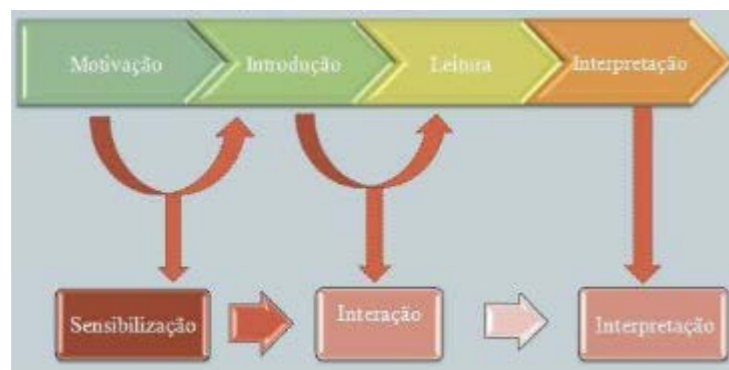 Motivação
Introdução
Leitura
Interpretação
Sensibilização
Interação
Interpretação